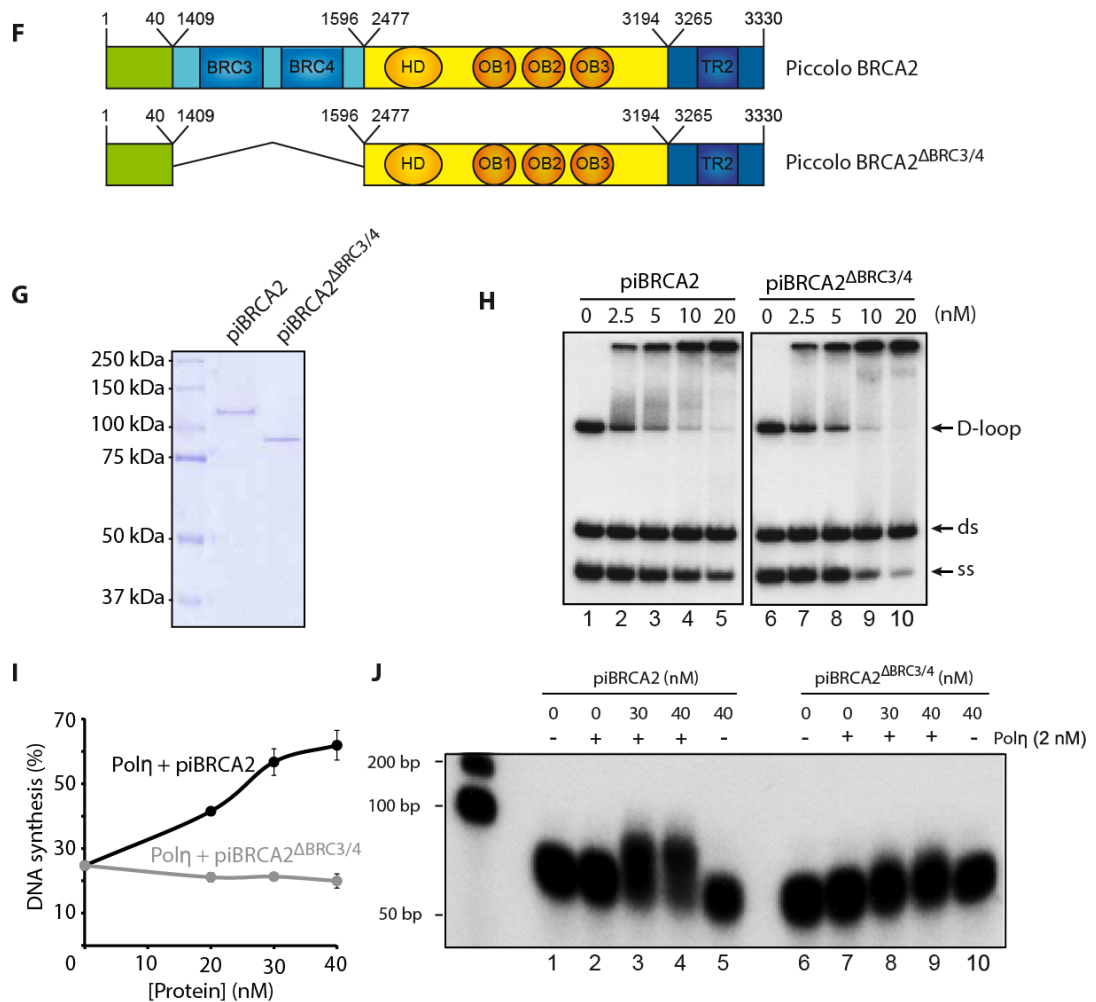 F
1 40 1409 1596 2477 3194 3265 3330
BRC3 BRC4 HD OB1 OB2 OB3 TR2 Piccolo BRCA2
1 40 1409 1596 2477 3194 3265 3330
HD OB1 OB2 OB3 TR2 Piccolo BRCA2ΔBRC3/4
G
piBRCA2 piBRCA2ΔBRC3/4
250 kDa
150 kDa
100 kDa
75 kDa
50 kDa
37 kDa
H
piBRCA2 piBRCA2ΔBRC3/4
0 2.5 5 10 20 0 2.5 5 10 20 (nM)
D-loop
ds
ss
1 2 3 4 5 6 7 8 9 10
I
DNA synthesis (%)
70
50
30
10
Polη + piBRCA2
Polη + piBRCA2ΔBRC3/4
0 10 20 30 40
[Protein] (nM)
J
piBRCA2 (nM) piBRCA2ΔBRC3/4 (nM)
0 0 30 40 40 0 0 30 40 40
- + + + - - + + + - Polη (2 nM)
200 bp
100 bp
50 bp
1 2 3 4 5 6 7 8 9 10